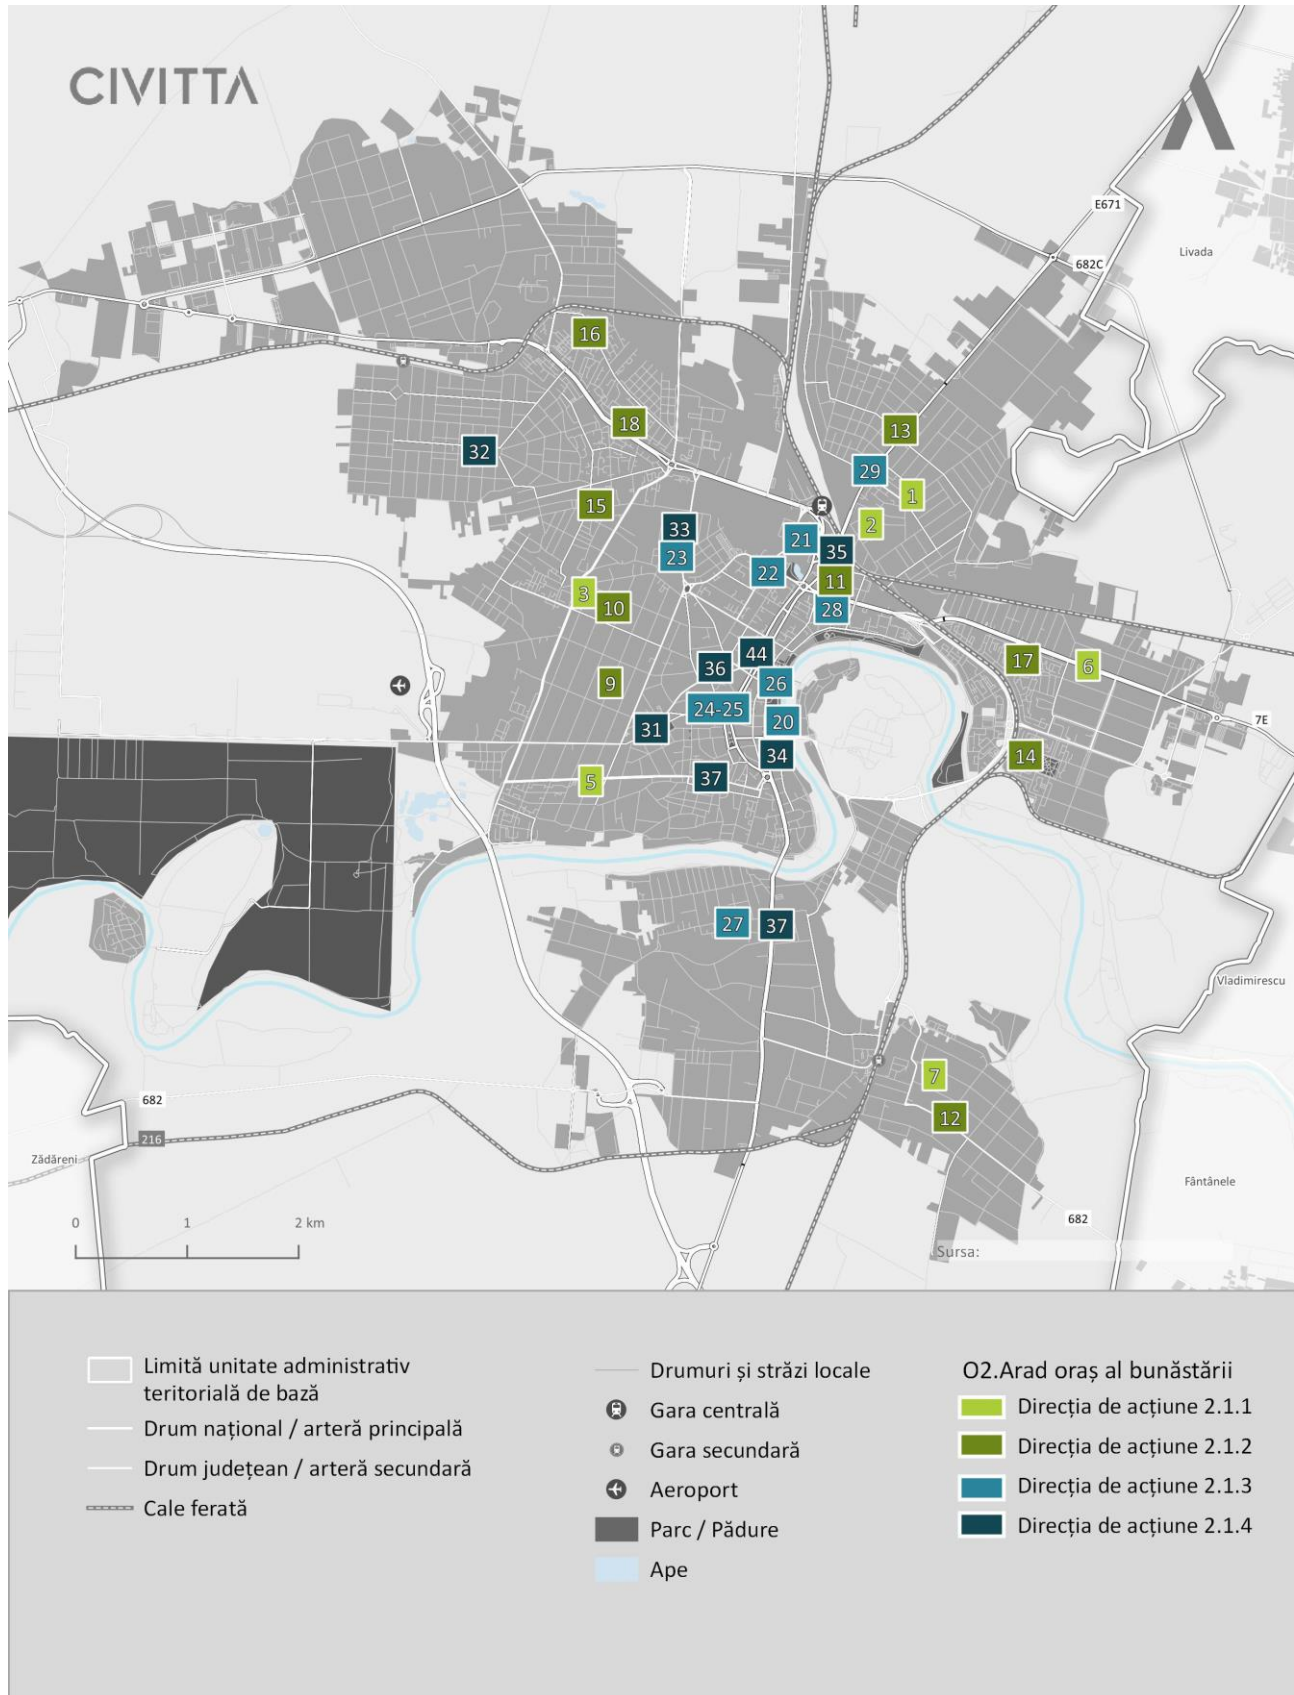 CIVITTA
E671
Livada
682C
16
18
13
32
29
1
15
2
33
21
35
23
22
11
3
10
28
44
36
17
6
9
26
24-25
20
7E
31
34
14
5
37
27
37
Vladimirescu
7
682
12
216
Zădăreni
Fântânele
682
0 1 2 km
Sursa:
Limită unitate administrativ
teritorială de bază
Drum național / arteră principală
Drum județean / arteră secundară
Cale ferată
Drumuri și străzi locale
Gara centrală
Gara secundară
Aeroport
Parc / Pădure
Ape
O2.Arad oraș al bunăstării
Direcția de acțiune 2.1.1
Direcția de acțiune 2.1.2
Direcția de acțiune 2.1.3
Direcția de acțiune 2.1.4